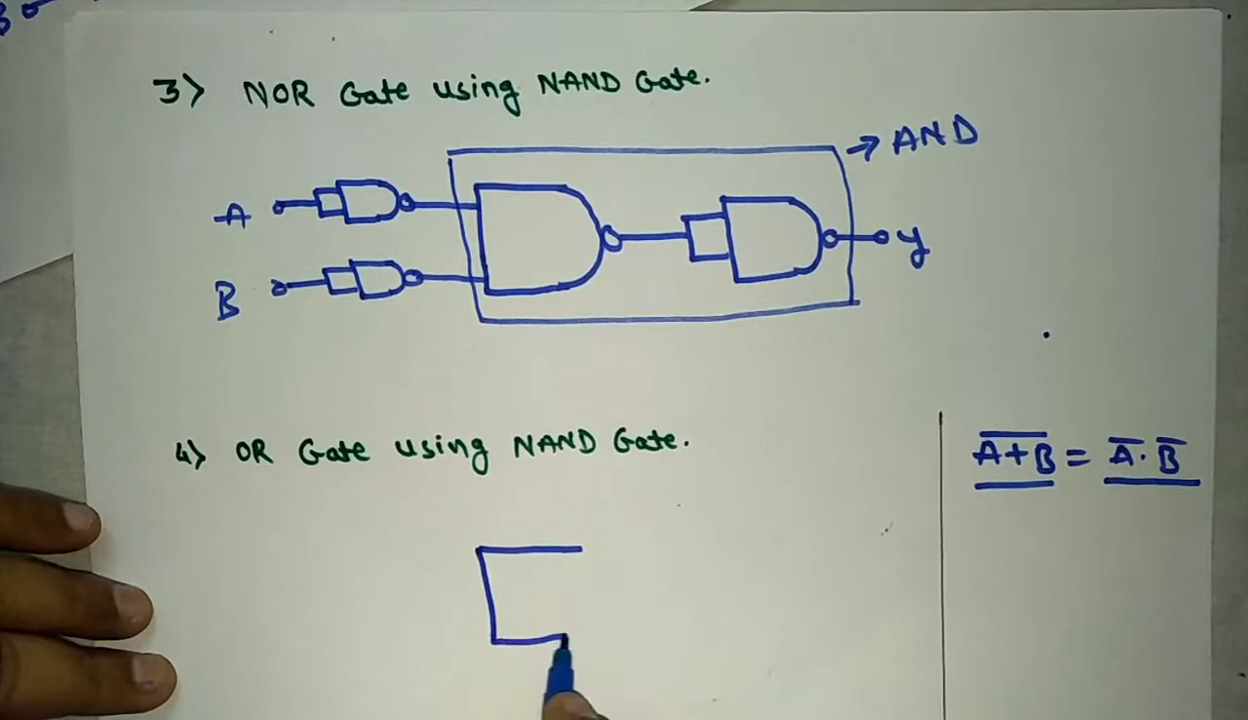 3> NOR Gate using NAND Gate.
→ AND
A
B
y
4> OR Gate using NAND Gate.
A̅+̅B̅ = A̅ . B̅